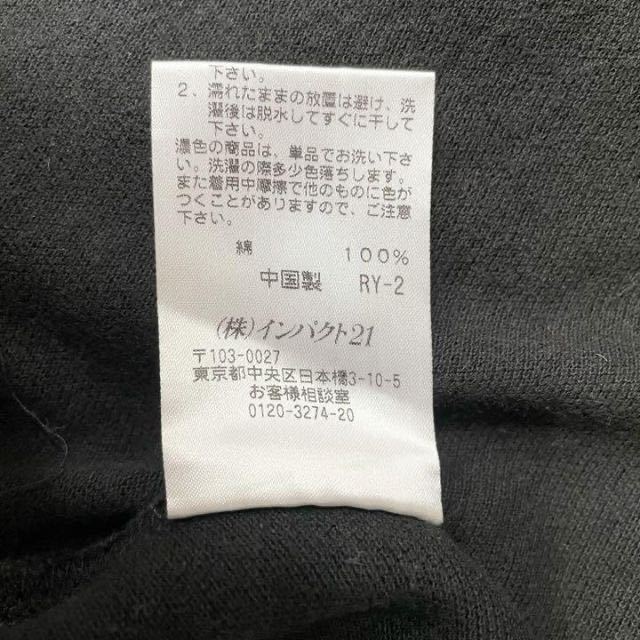 下さい。
2. 濡れたままの放置は避け、洗
濯後は脱水してすぐに干して
下さい。
濃色の商品は、単品でお洗い下さ
い。洗濯の際多少色落ちします。
また着用中摩擦で他のものに色が
つくことがありますので、ご注意
下さい。
綿 100%
中国製 RY-2
(株)インパクト21
〒103-0027
東京都中央区日本橋3-10-5
お客様相談室
0120-3274-20